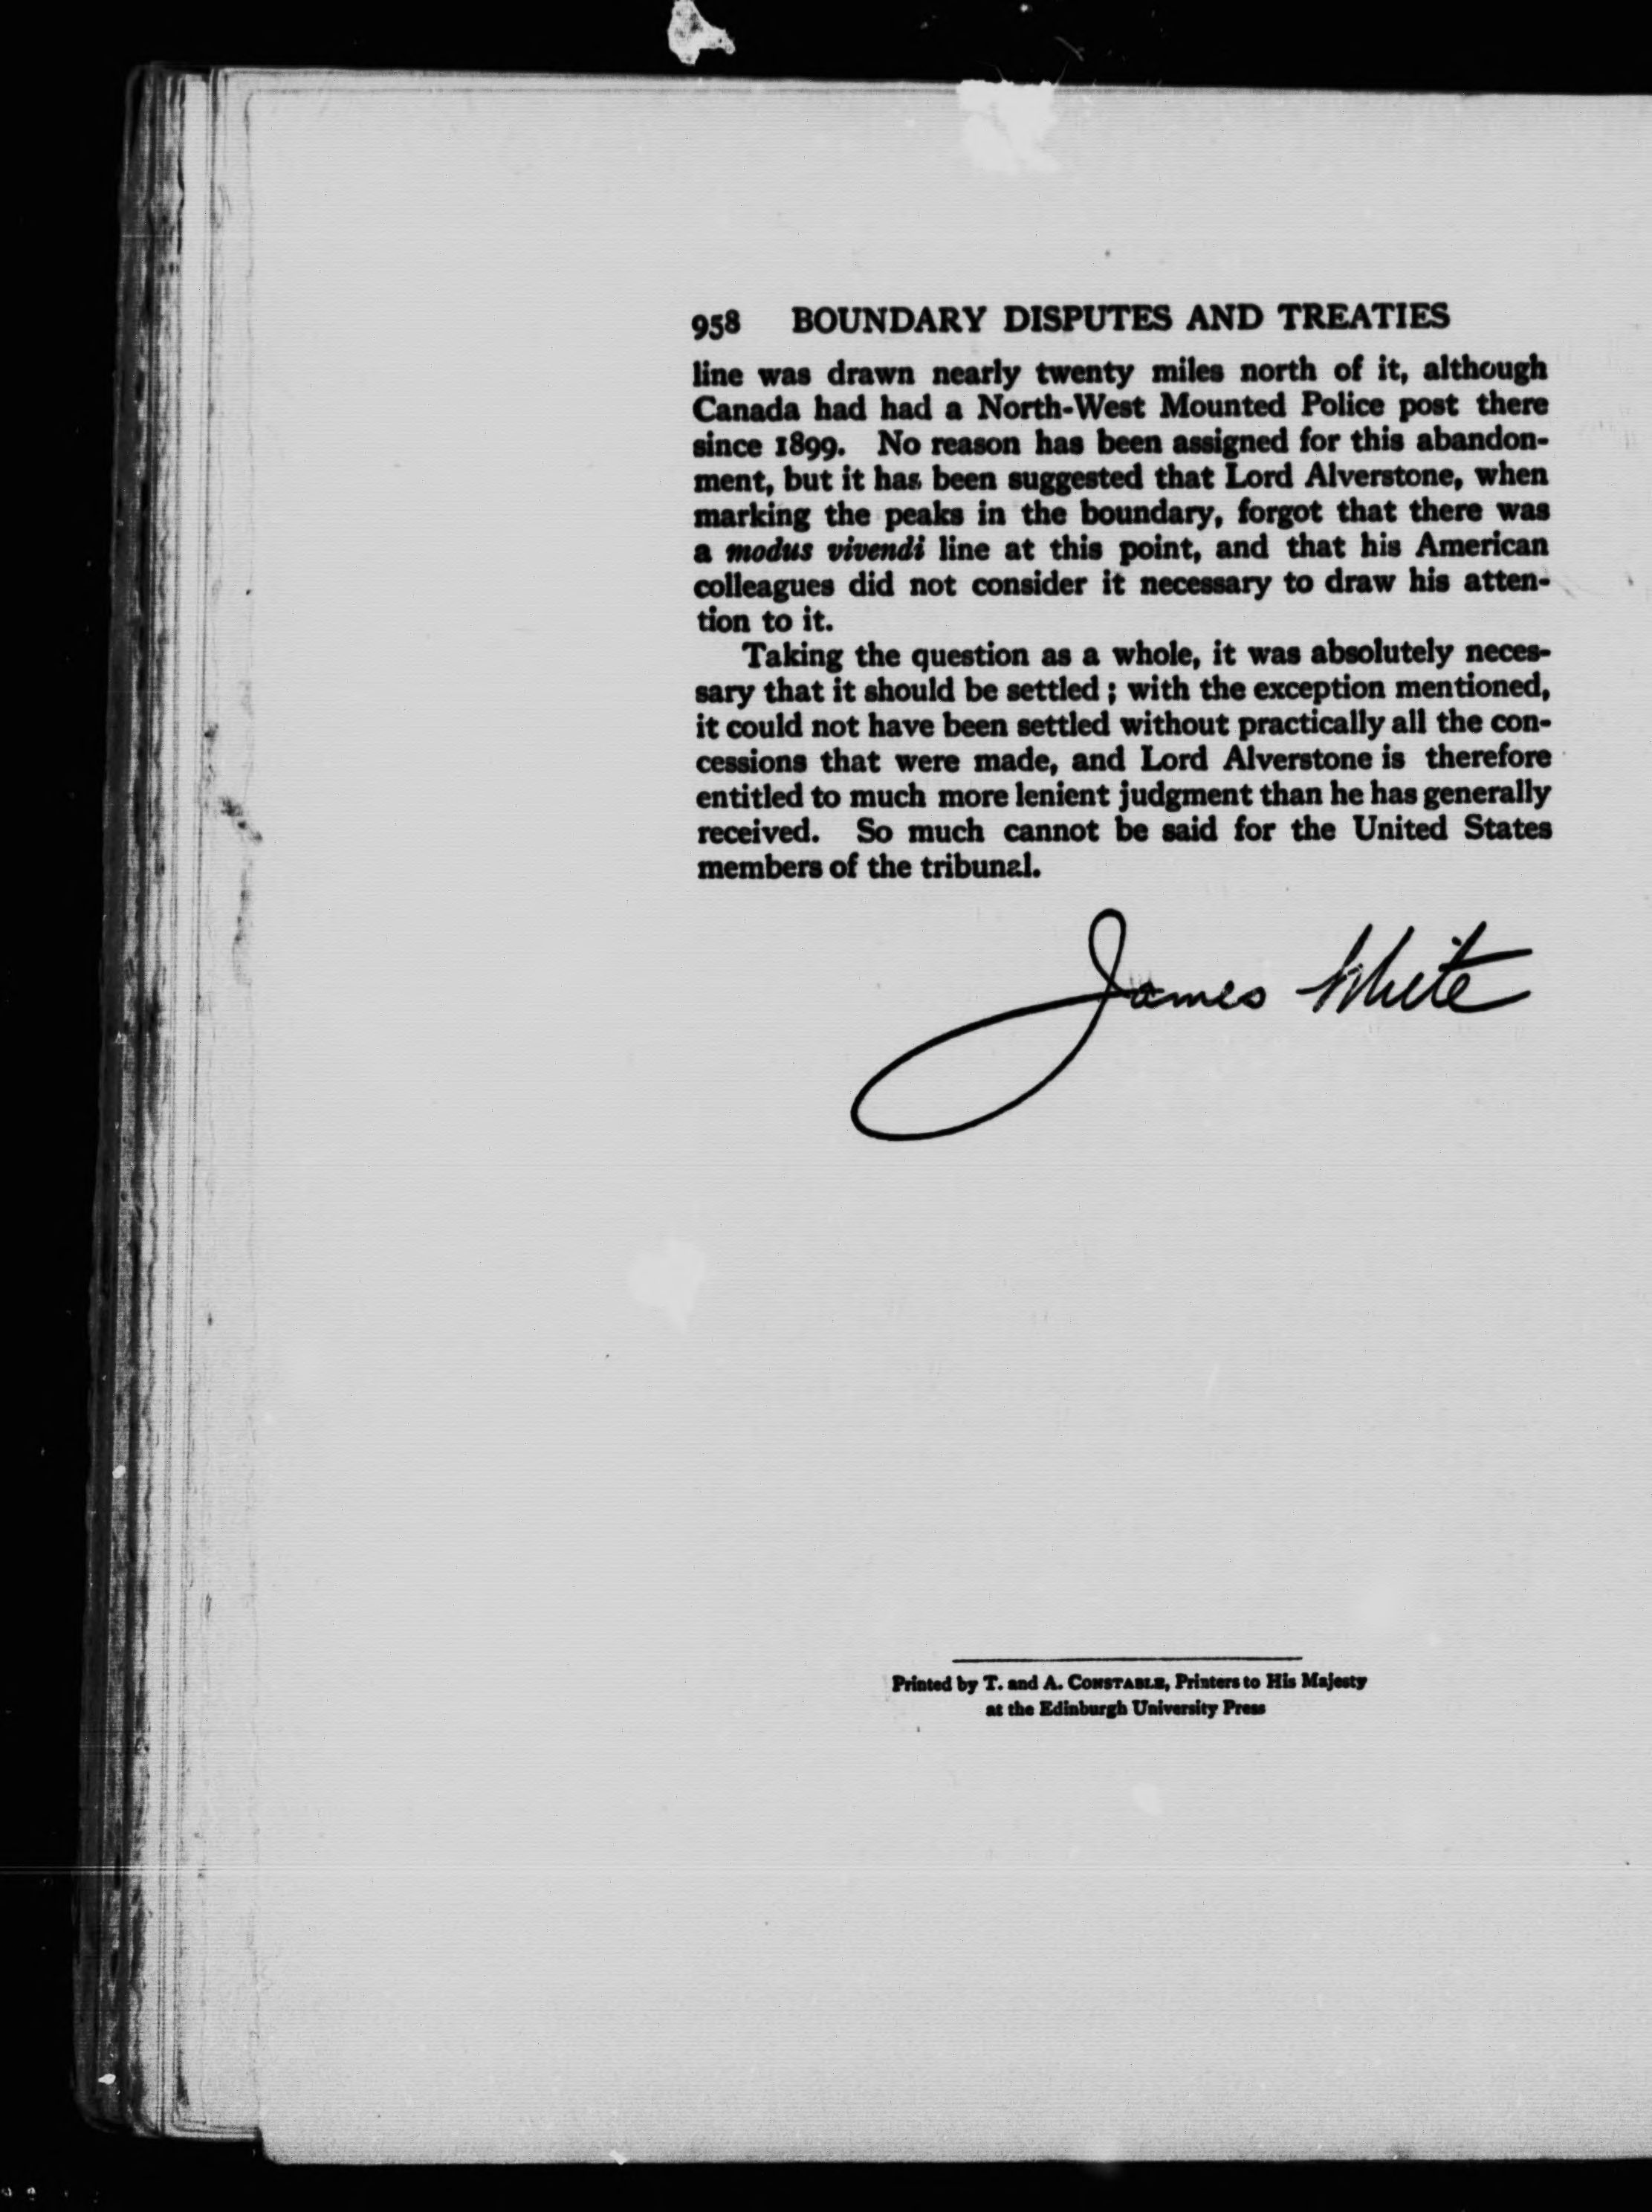 958 BOUNDARY DISPUTES AND TREATIES
line was drawn nearly twenty miles north of it, although
Canada had had a North-West Mounted Police post there
since 1899. No reason has been assigned for this abandon-
ment, but it has been suggested that Lord Alverstone, when
marking the peaks in the boundary, forgot that there was
a modus vivendi line at this point, and that his American
colleagues did not consider it necessary to draw his atten-
tion to it.
Taking the question as a whole, it was absolutely neces-
sary that it should be settled ; with the exception mentioned,
it could not have been settled without practically all the con-
cessions that were made, and Lord Alverstone is therefore
entitled to much more lenient judgment than he has generally
received. So much cannot be said for the United States
members of the tribunal.
James White
Printed by T. and A. CONSTABLE, Printers to His Majesty
at the Edinburgh University Press